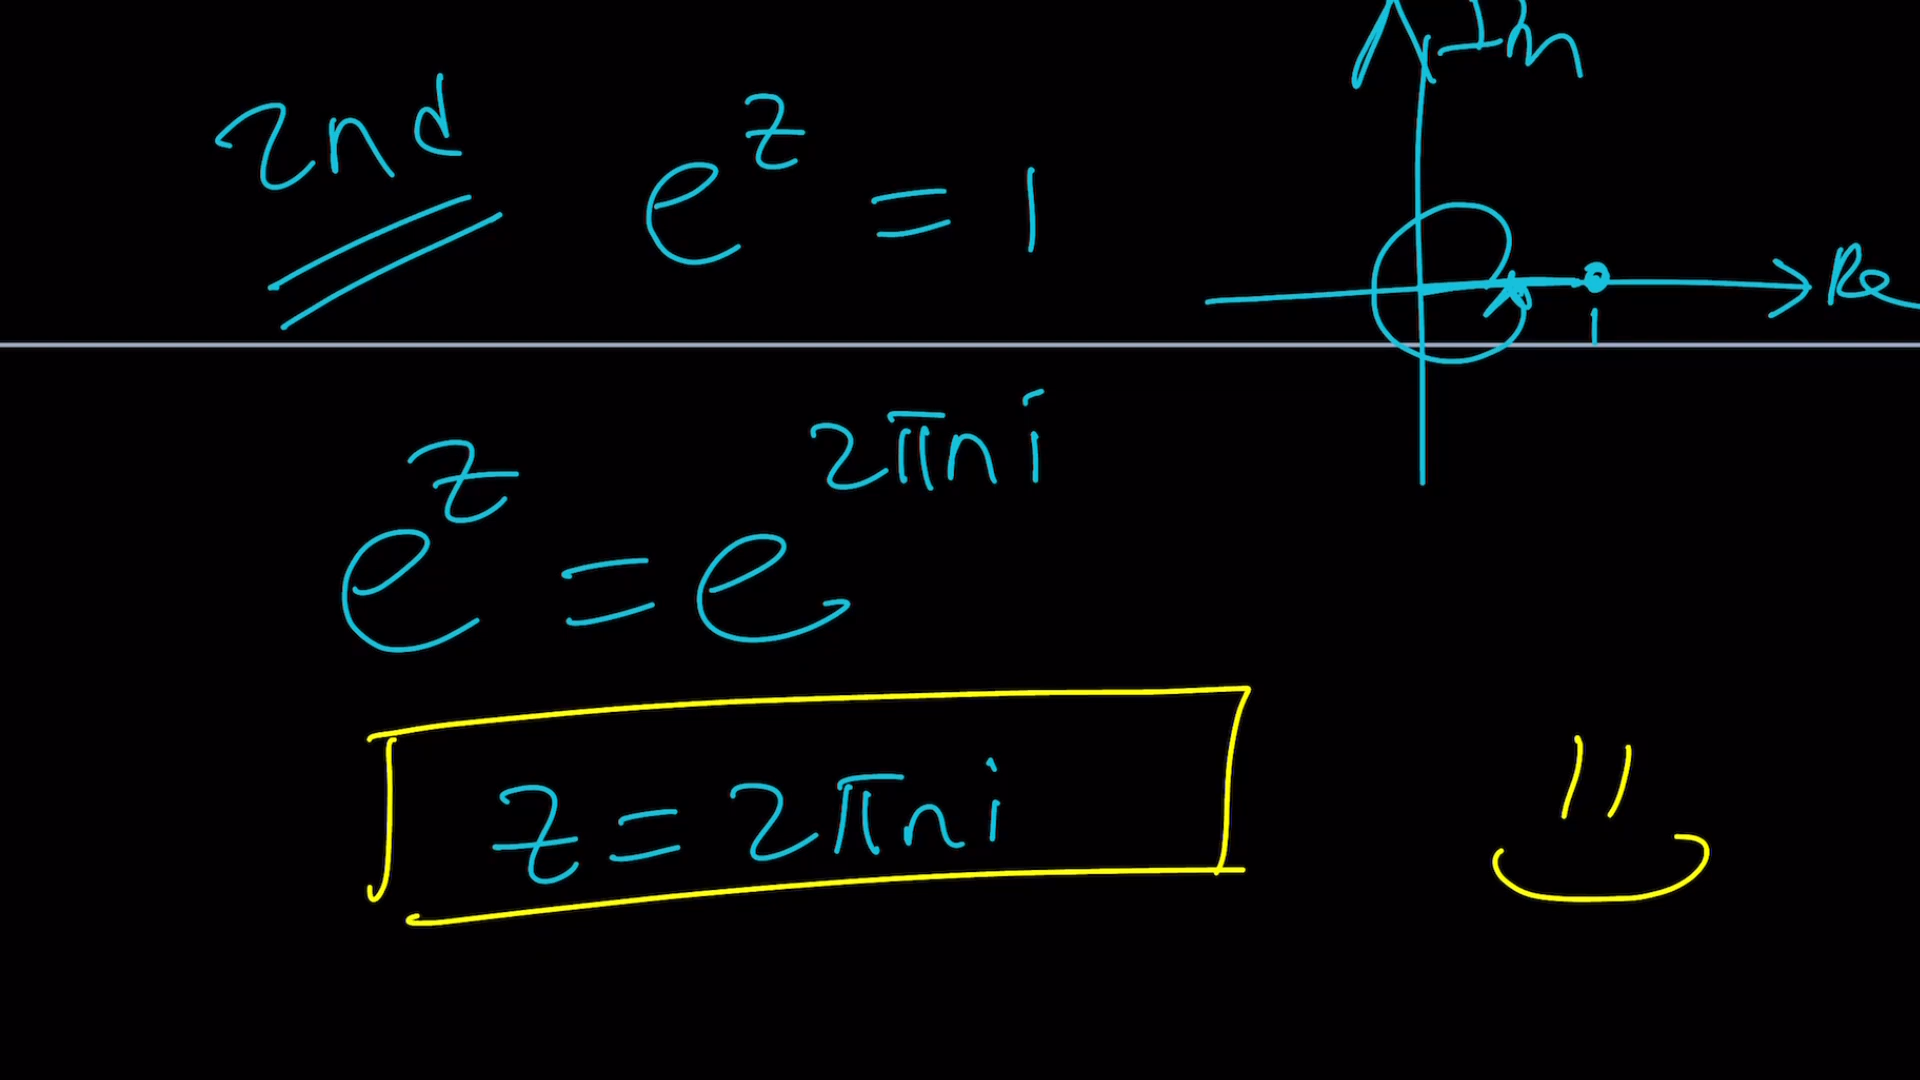 Im
2nd e^z = 1
Re
1
e^z = e^{2πni}
z = 2πni